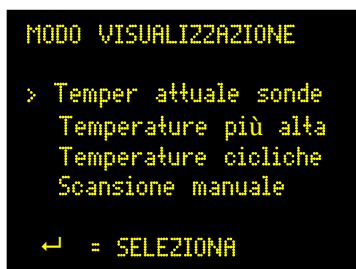 MODO VISUALIZZAZIONE
> Temper attuale sonde
Temperature più alta
Temperature cicliche
Scansione manuale
↵ = SELEZIONA